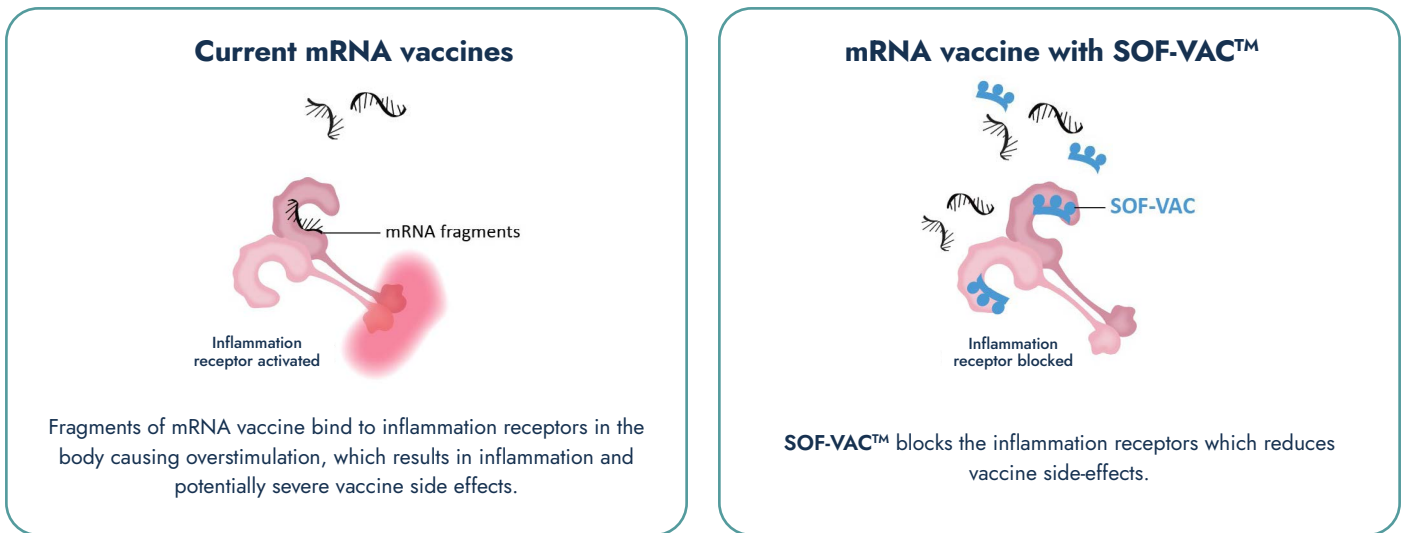 Current mRNA vaccines
mRNA fragments
Inflammation
receptor activated
Fragments of mRNA vaccine bind to inflammation receptors in the
body causing overstimulation, which results in inflammation and
potentially severe vaccine side effects.
mRNA vaccine with SOF-VAC™
SOF-VAC
Inflammation
receptor blocked
SOF-VAC™ blocks the inflammation receptors which reduces
vaccine side-effects.